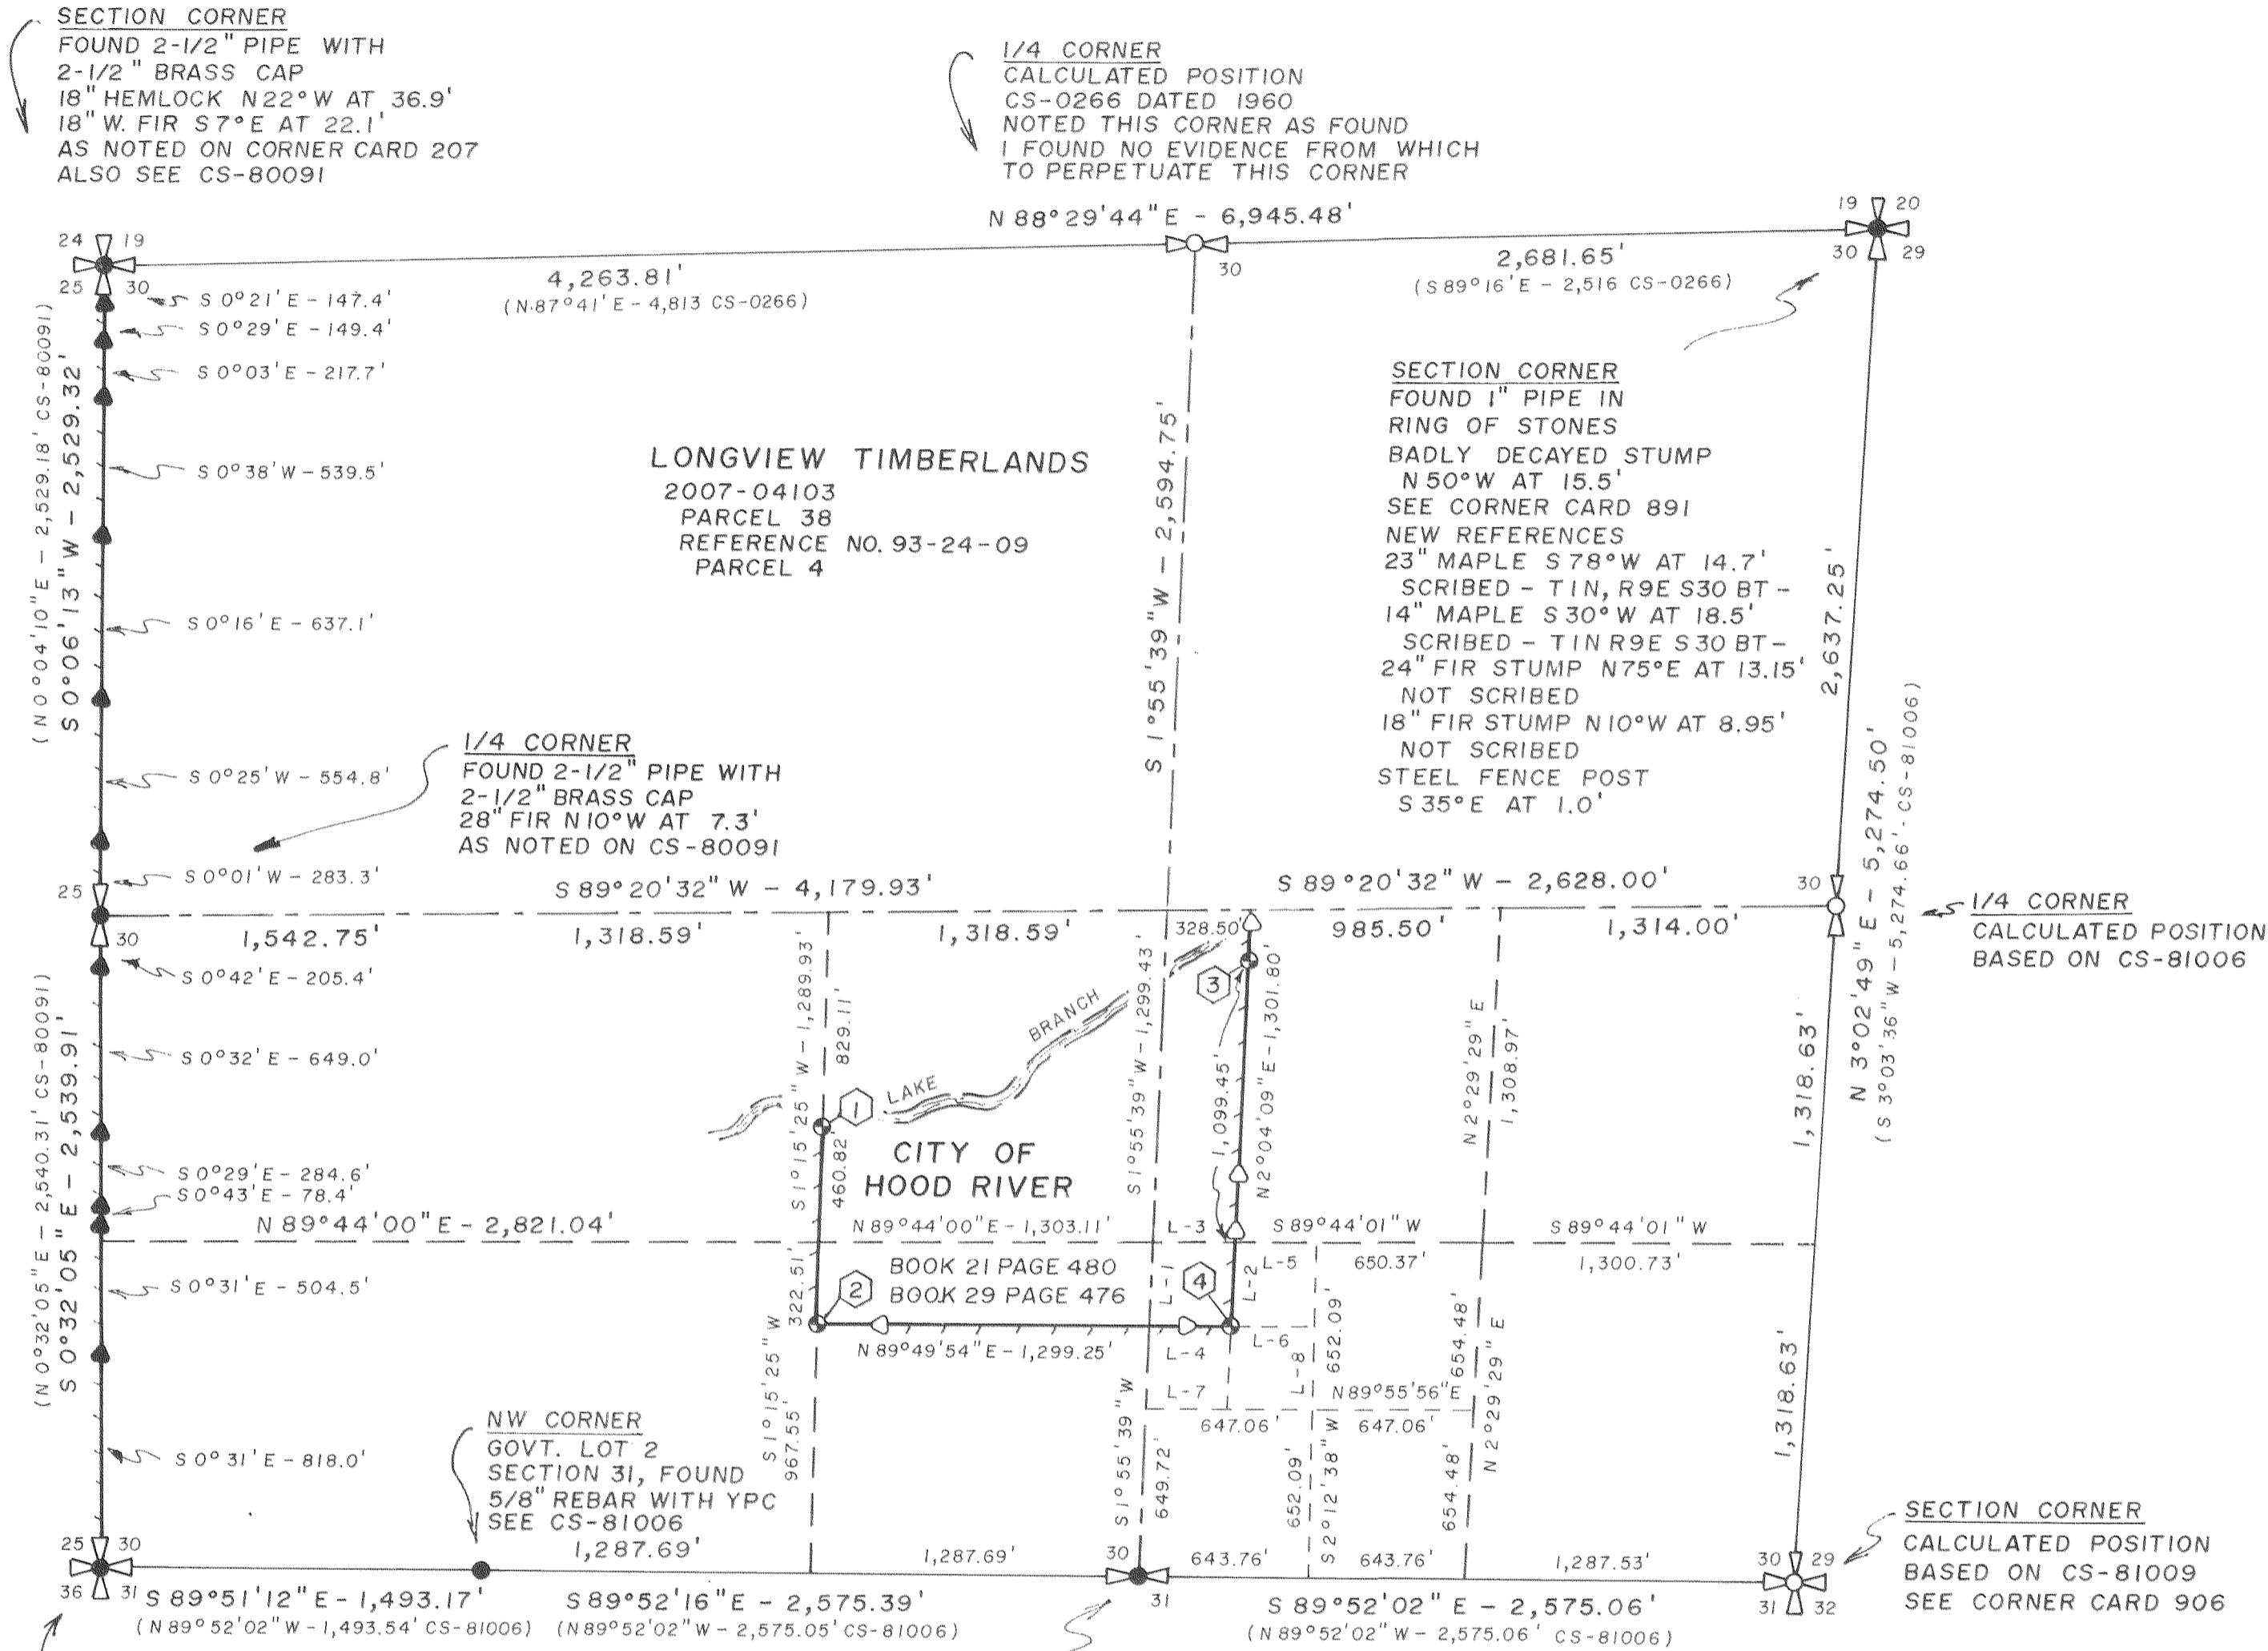 SECTION CORNER
FOUND 2-1/2" PIPE WITH
2-1/2" BRASS CAP
18" HEMLOCK N22°W AT 36.9'
18" W. FIR S7°E AT 22.1'
AS NOTED ON CORNER CARD 207
ALSO SEE CS-80091
1/4 CORNER
CALCULATED POSITION
CS-0266 DATED 1960
NOTED THIS CORNER AS FOUND
I FOUND NO EVIDENCE FROM WHICH
TO PERPETUATE THIS CORNER
N 88°29'44" E - 6,945.48'
24 19
25 30
30
19 20
30 29
4,263.81'
(N 87°41' E - 4,813 CS-0266)
2,681.65'
(S 89°16' E - 2,516 CS-0266)
S 0°21' E - 147.4'
S 0°29' E - 149.4'
S 0°03' E - 217.7'
S 0°38' W - 539.5'
S 0°16' E - 637.1'
S 0°25' W - 554.8'
S 0°01' W - 283.3'
(N 0°04'10" E - 2,529.18' CS-80091)
S 0°06'13" W - 2,529.32'
LONGVIEW TIMBERLANDS
2007-04103
PARCEL 38
REFERENCE NO. 93-24-09
PARCEL 4
S 1°55'39" W - 2,594.75'
SECTION CORNER
FOUND 1" PIPE IN
RING OF STONES
BADLY DECAYED STUMP
N 50°W AT 15.5'
SEE CORNER CARD 891
NEW REFERENCES
23" MAPLE S 78°W AT 14.7'
SCRIBED - T1N, R9E S30 BT -
14" MAPLE S 30°W AT 18.5'
SCRIBED - T1N R9E S30 BT -
24" FIR STUMP N75°E AT 13.15'
NOT SCRIBED
18" FIR STUMP N10°W AT 8.95'
NOT SCRIBED
STEEL FENCE POST
S 35°E AT 1.0'
2,637.25'
N 3°02'49" E - 5,274.50'
(S 3°03'36" W - 5,274.66' - CS-81006)
1/4 CORNER
FOUND 2-1/2" PIPE WITH
2-1/2" BRASS CAP
28" FIR N10°W AT 7.3'
AS NOTED ON CS-80091
25
30
S 89°20'32" W - 4,179.93'
S 89°20'32" W - 2,628.00'
30
1,542.75'
1,318.59'
1,318.59'
328.50'
985.50'
1,314.00'
1/4 CORNER
CALCULATED POSITION
BASED ON CS-81006
S 0°42' E - 205.4'
S 0°32' E - 649.0'
S 0°29' E - 284.6'
S 0°43' E - 78.4'
S 0°31' E - 504.5'
S 0°31' E - 818.0'
(N 0°32'05" E - 2,540.31' CS-80091)
S 0°32'05" E - 2,539.91'
S 1°15'25" W - 1,289.93'
829.11'
460.82'
LAKE
BRANCH
1
3
S 1°55'39" W - 1,299.43'
1,099.45'
N 2°04'09" E - 1,301.80'
N 2°29'29" E
1,308.97'
1,318.63'
CITY OF
HOOD RIVER
N 89°44'00" E - 2,821.04'
N 89°44'00" E - 1,303.11'
L-3
S 89°44'01" W
S 89°44'01" W
BOOK 21 PAGE 480
BOOK 29 PAGE 476
322.51'
2
4
L-1
L-2
L-5
650.37'
1,300.73'
N 89°49'54" E - 1,299.25'
L-4
L-6
L-7
L-8
652.09'
654.48'
N 2°29'29" E
N 89°55'56" E
647.06'
647.06'
S 1°15'25" W
967.55'
S 1°55'39" W
649.72'
652.09'
S 2°12'38" W
654.48'
N 2°29'29" E
1,318.63'
NW CORNER
GOVT. LOT 2
SECTION 31, FOUND
5/8" REBAR WITH YPC
SEE CS-81006
SECTION CORNER
CALCULATED POSITION
BASED ON CS-81009
SEE CORNER CARD 906
25 30
36 31
1,287.69'
1,287.69'
30
31
643.76'
643.76'
1,287.53'
30 29
31 32
S 89°51'12" E - 1,493.17'
(N 89°52'02" W - 1,493.54' CS-81006)
S 89°52'16" E - 2,575.39'
(N 89°52'02" W - 2,575.05' CS-81006)
S 89°52'02" E - 2,575.06'
(N 89°52'02" W - 2,575.06' CS-81006)